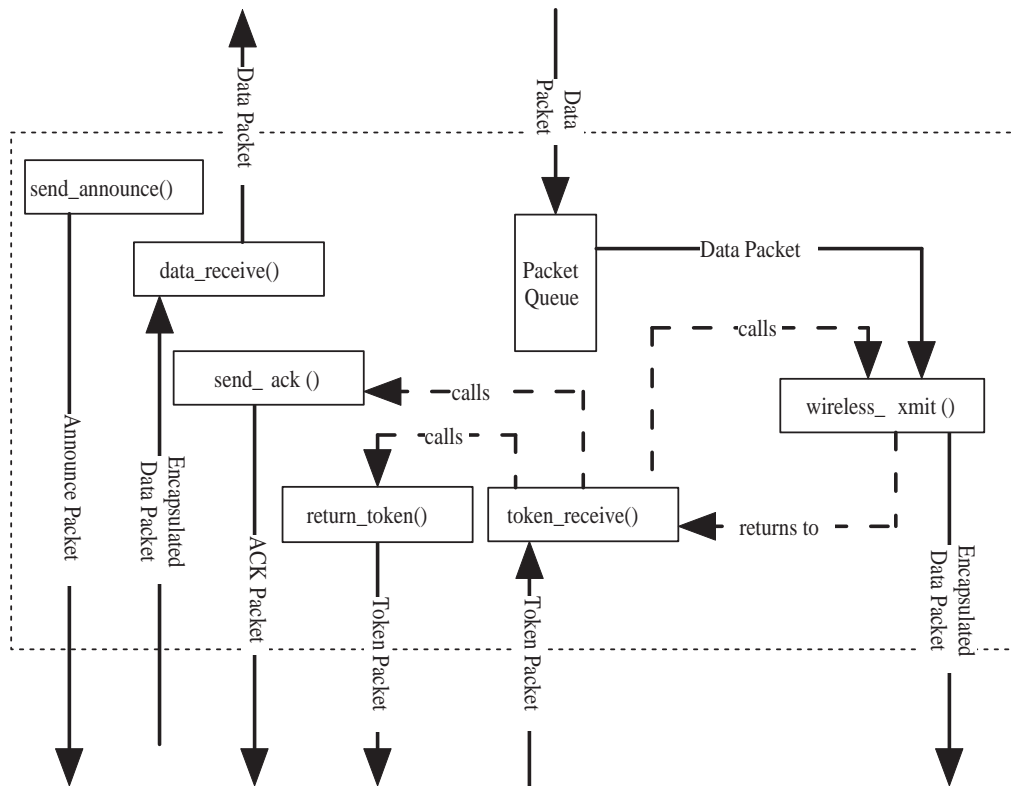 Data Packet
Data
Packet
send_announce()
data_receive()
Packet
Queue
Data Packet
calls
send_ ack ()
calls
wireless_ xmit ()
calls
return_token()
token_receive()
returns to
Announce Packet
Encapsulated
Data Packet
ACK Packet
Token Packet
Token Packet
Encapsulated
Data Packet